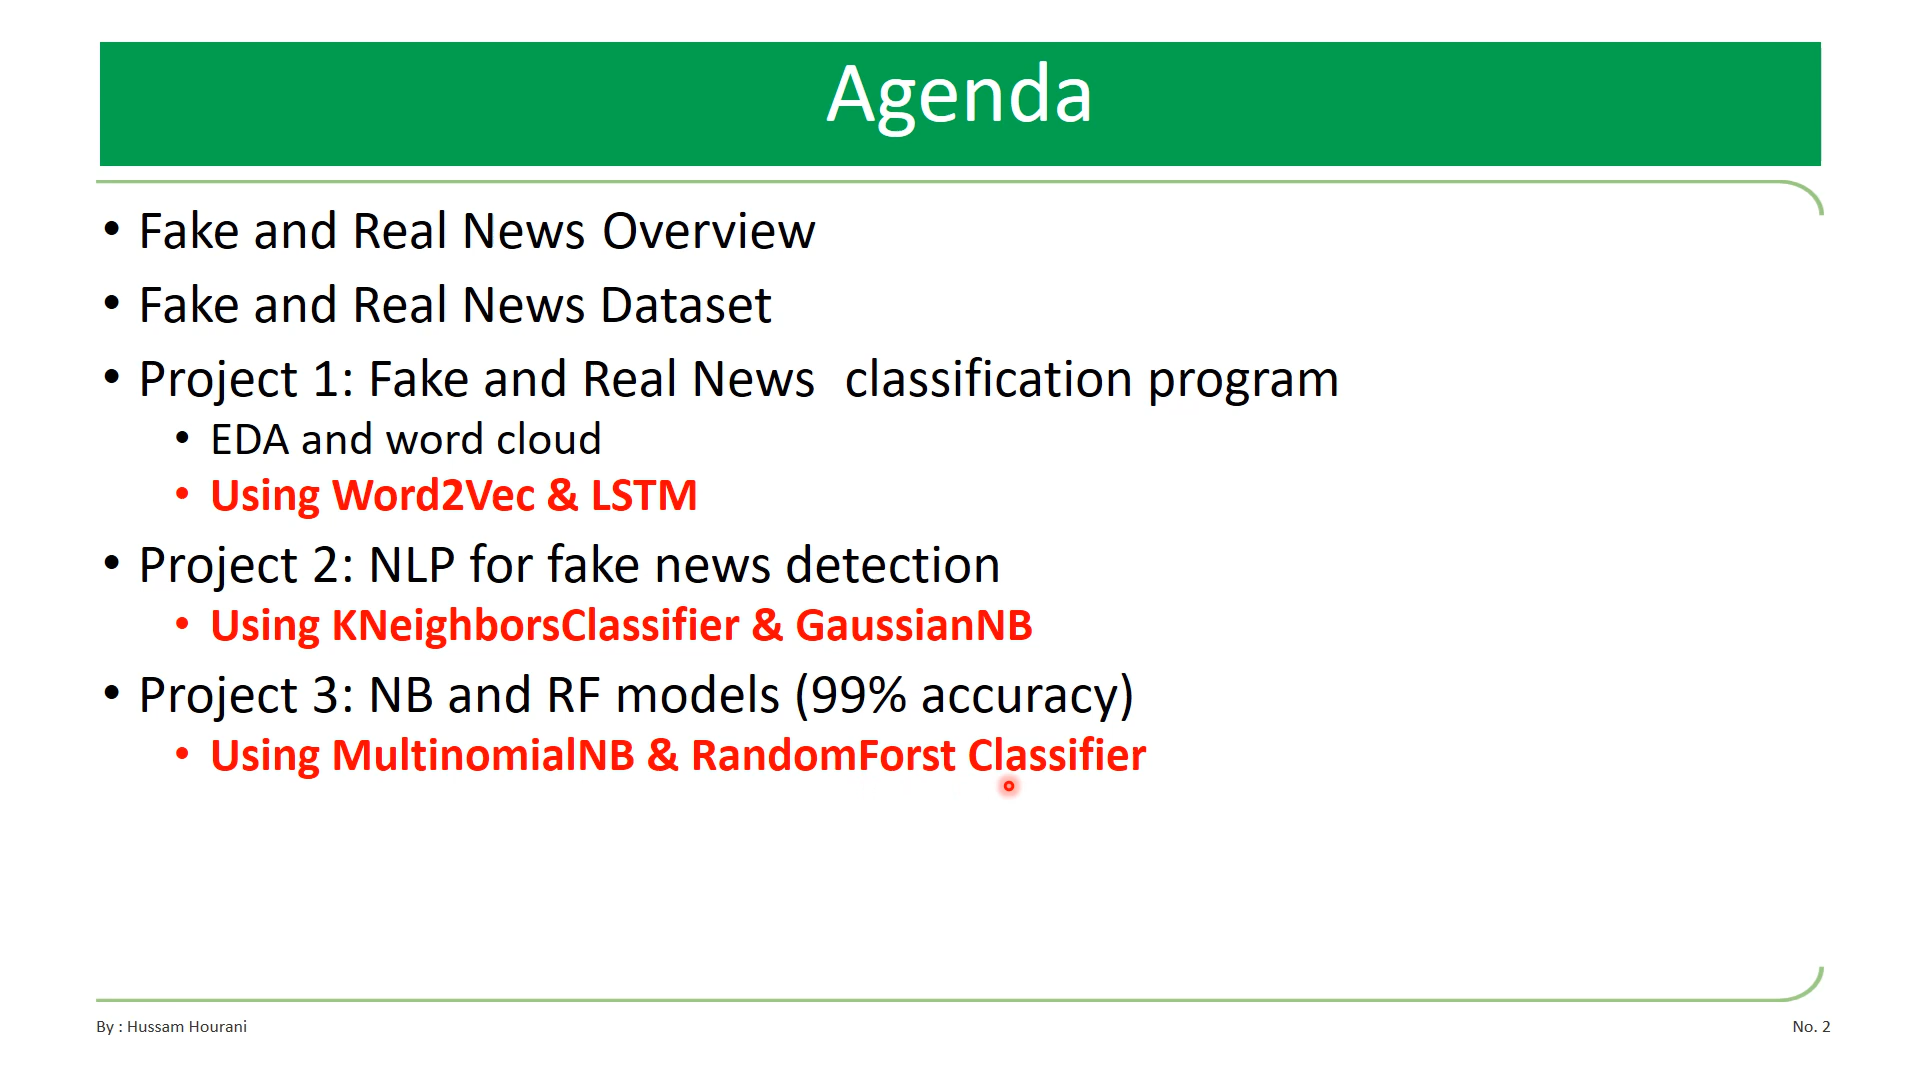 Agenda
• Fake and Real News Overview
• Fake and Real News Dataset
• Project 1: Fake and Real News  classification program
• EDA and word cloud
• Using Word2Vec & LSTM
• Project 2: NLP for fake news detection
• Using KNeighborsClassifier & GaussianNB
• Project 3: NB and RF models (99% accuracy)
• Using MultinomialNB & RandomForst Classifier
By : Hussam Hourani
No. 2